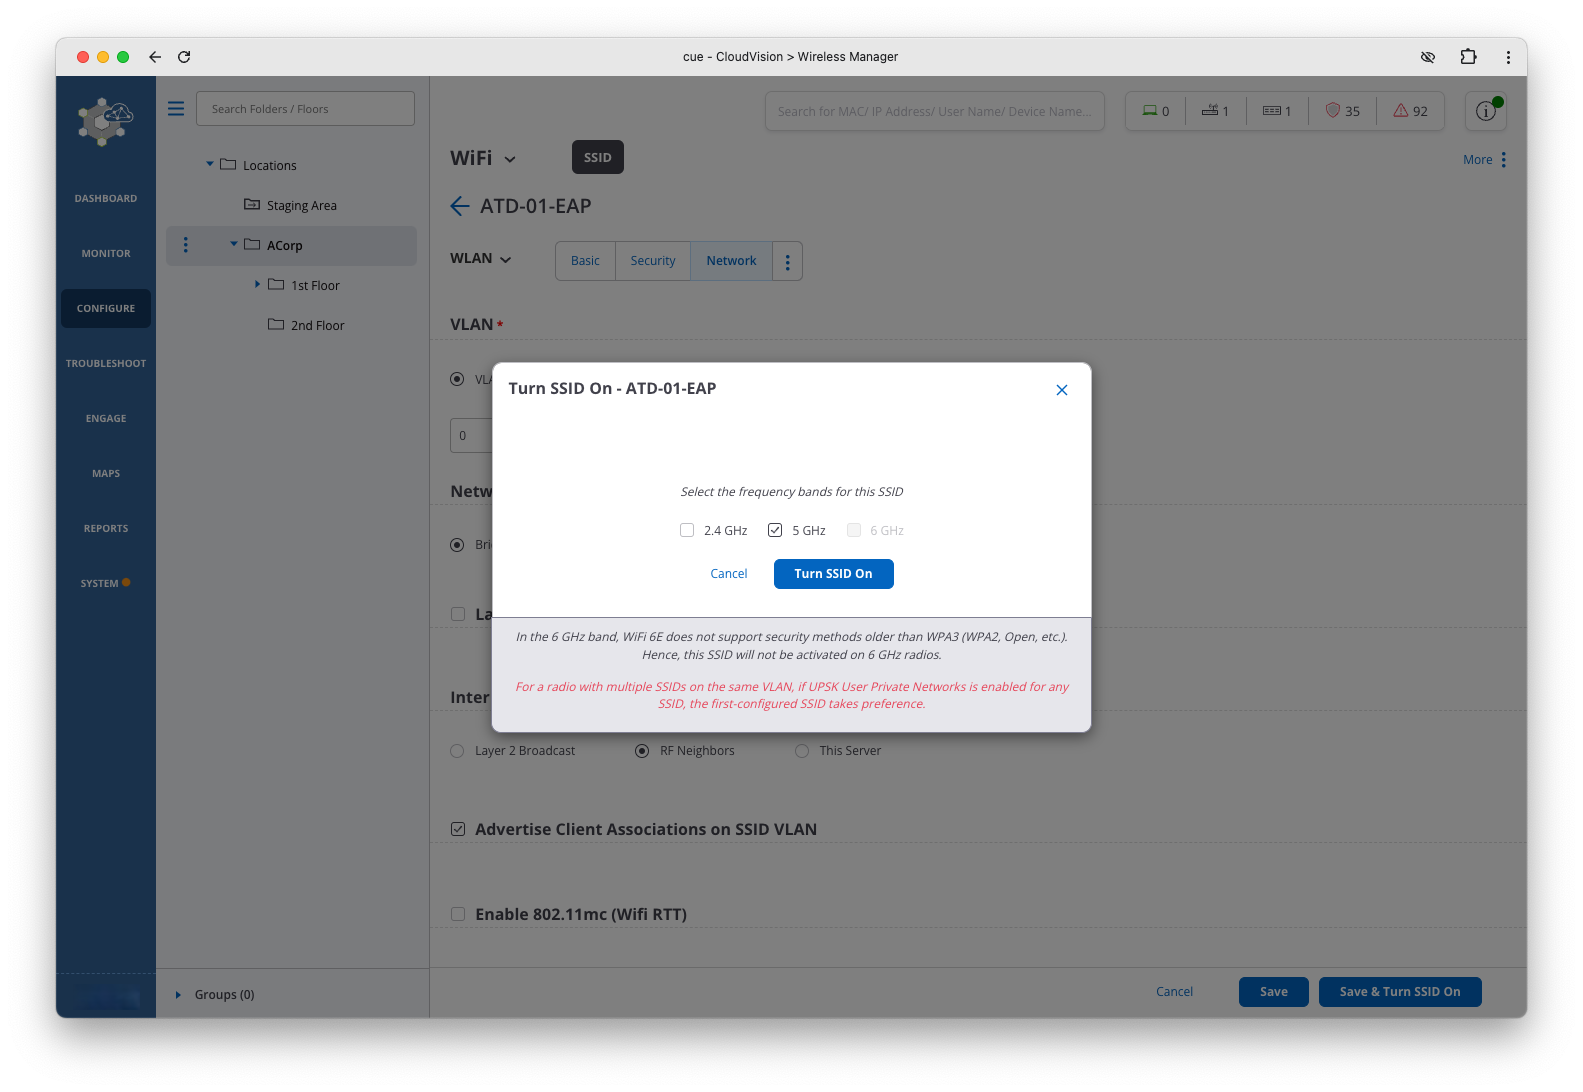 cue - CloudVision > Wireless Manager
Search Folders / Floors
Search for MAC/ IP Address/ User Name/ Device Name...
0
1
1
35
92
DASHBOARD
MONITOR
CONFIGURE
TROUBLESHOOT
ENGAGE
MAPS
REPORTS
SYSTEM
Locations
Staging Area
ACorp
1st Floor
2nd Floor
Groups (0)
WiFi
SSID
More
ATD-01-EAP
WLAN
Basic
Security
Network
VLAN *
VLA
0
Netw
Bri
La
Inter
Turn SSID On - ATD-01-EAP
Select the frequency bands for this SSID
2.4 GHz
5 GHz
6 GHz
Cancel
Turn SSID On
In the 6 GHz band, WiFi 6E does not support security methods older than WPA3 (WPA2, Open, etc.).
Hence, this SSID will not be activated on 6 GHz radios.
For a radio with multiple SSIDs on the same VLAN, if UPSK User Private Networks is enabled for any
SSID, the first-configured SSID takes preference.
Layer 2 Broadcast
RF Neighbors
This Server
Advertise Client Associations on SSID VLAN
Enable 802.11mc (Wifi RTT)
Cancel
Save
Save & Turn SSID On